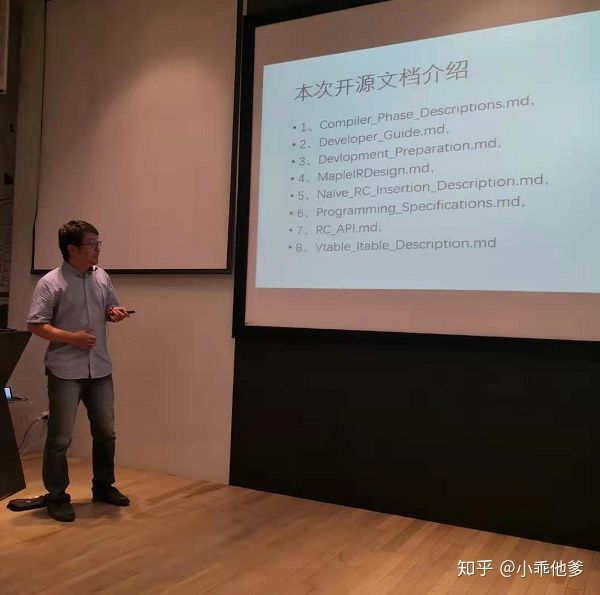 本次开源文档介绍
• 1、Compiler_Phase_Descriptions.md,
• 2、Developer_Guide.md,
• 3、Devlopment_Preparation.md,
• 4、MapleIRDesign.md,
• 5、Naive_RC_Insertion_Description.md,
• 6、Programming_Specifications.md,
• 7、RC_API.md,
• 8、Vtable_Itable_Description.md
知乎 @小乖他爹